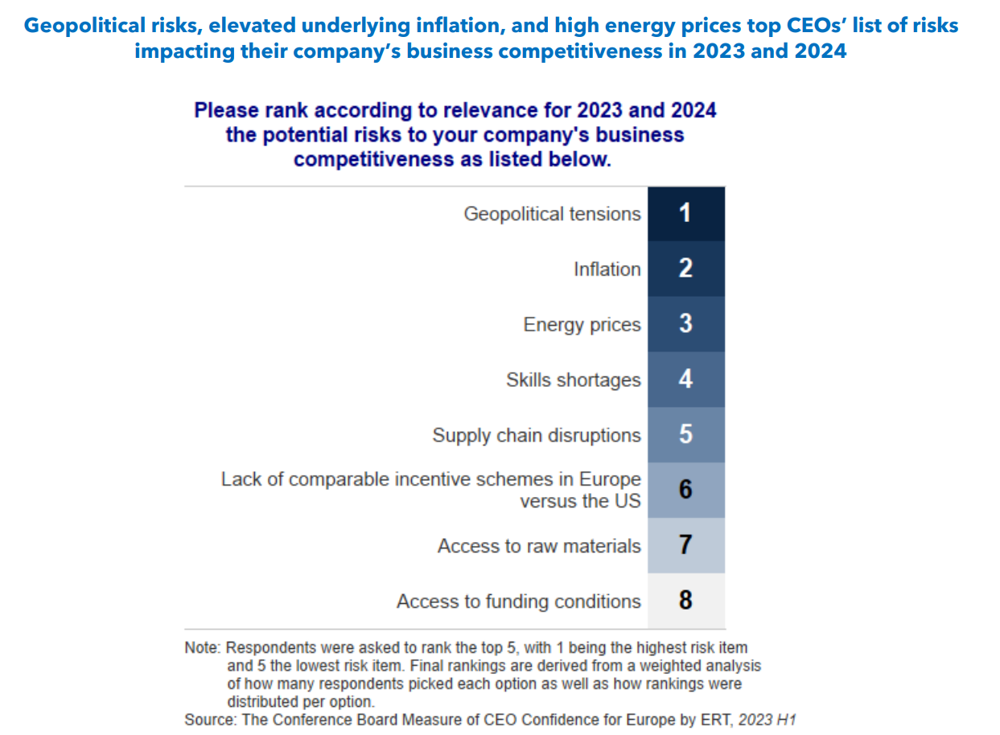 Geopolitical risks, elevated underlying inflation, and high energy prices top CEOs’ list of risks
impacting their company’s business competitiveness in 2023 and 2024
Please rank according to relevance for 2023 and 2024
the potential risks to your company's business
competitiveness as listed below.
Geopolitical tensions 1
Inflation 2
Energy prices 3
Skills shortages 4
Supply chain disruptions 5
Lack of comparable incentive schemes in Europe
versus the US 6
Access to raw materials 7
Access to funding conditions 8
Note: Respondents were asked to rank the top 5, with 1 being the highest risk item
and 5 the lowest risk item. Final rankings are derived from a weighted analysis
of how many respondents picked each option as well as how rankings were
distributed per option.
Source: The Conference Board Measure of CEO Confidence for Europe by ERT, 2023 H1